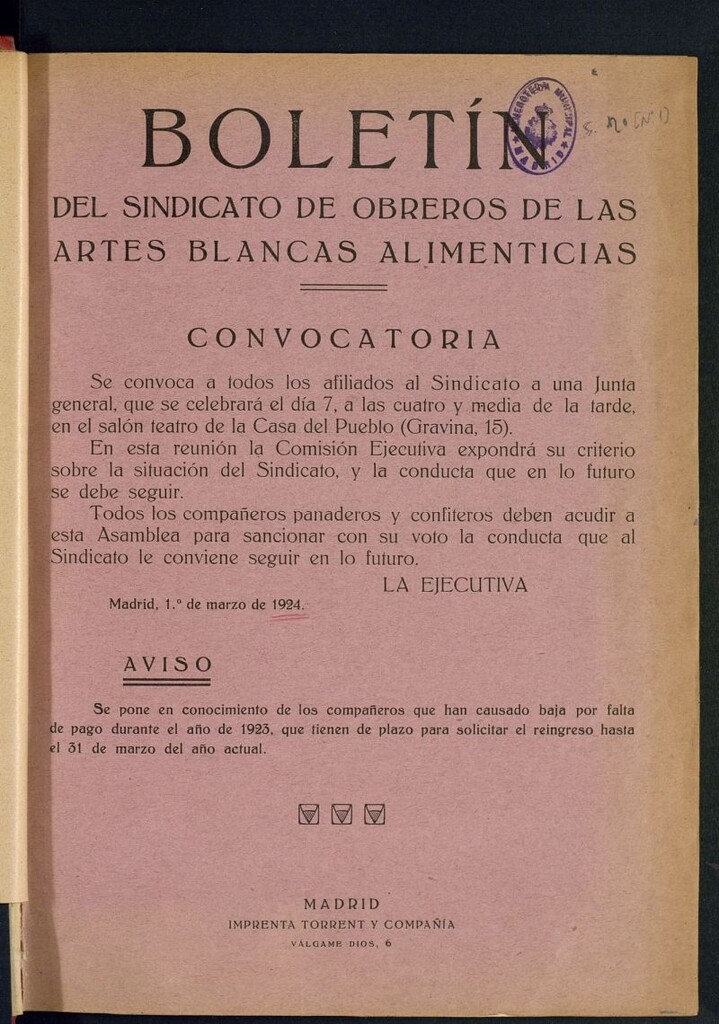 BOLETÍN
HEMEROTECA MUNICIPAL
MADRID
S. Nº [Nº 1]
DEL SINDICATO DE OBREROS DE LAS
ARTES BLANCAS ALIMENTICIAS
CONVOCATORIA
Se convoca a todos los afiliados al Sindicato a una Junta
general, que se celebrará el día 7, a las cuatro y media de la tarde,
en el salón teatro de la Casa del Pueblo (Gravina, 15).
En esta reunión la Comisión Ejecutiva expondrá su criterio
sobre la situación del Sindicato, y la conducta que en lo futuro
se debe seguir.
Todos los compañeros panaderos y confiteros deben acudir a
esta Asamblea para sancionar con su voto la conducta que al
Sindicato le conviene seguir en lo futuro.
LA EJECUTIVA
Madrid, 1.º de marzo de 1924.
AVISO
Se pone en conocimiento de los compañeros que han causado baja por falta
de pago durante el año de 1923, que tienen de plazo para solicitar el reingreso hasta
el 31 de marzo del año actual.
MADRID
IMPRENTA TORRENT Y COMPAÑÍA
VÁLGAME DIOS, 6